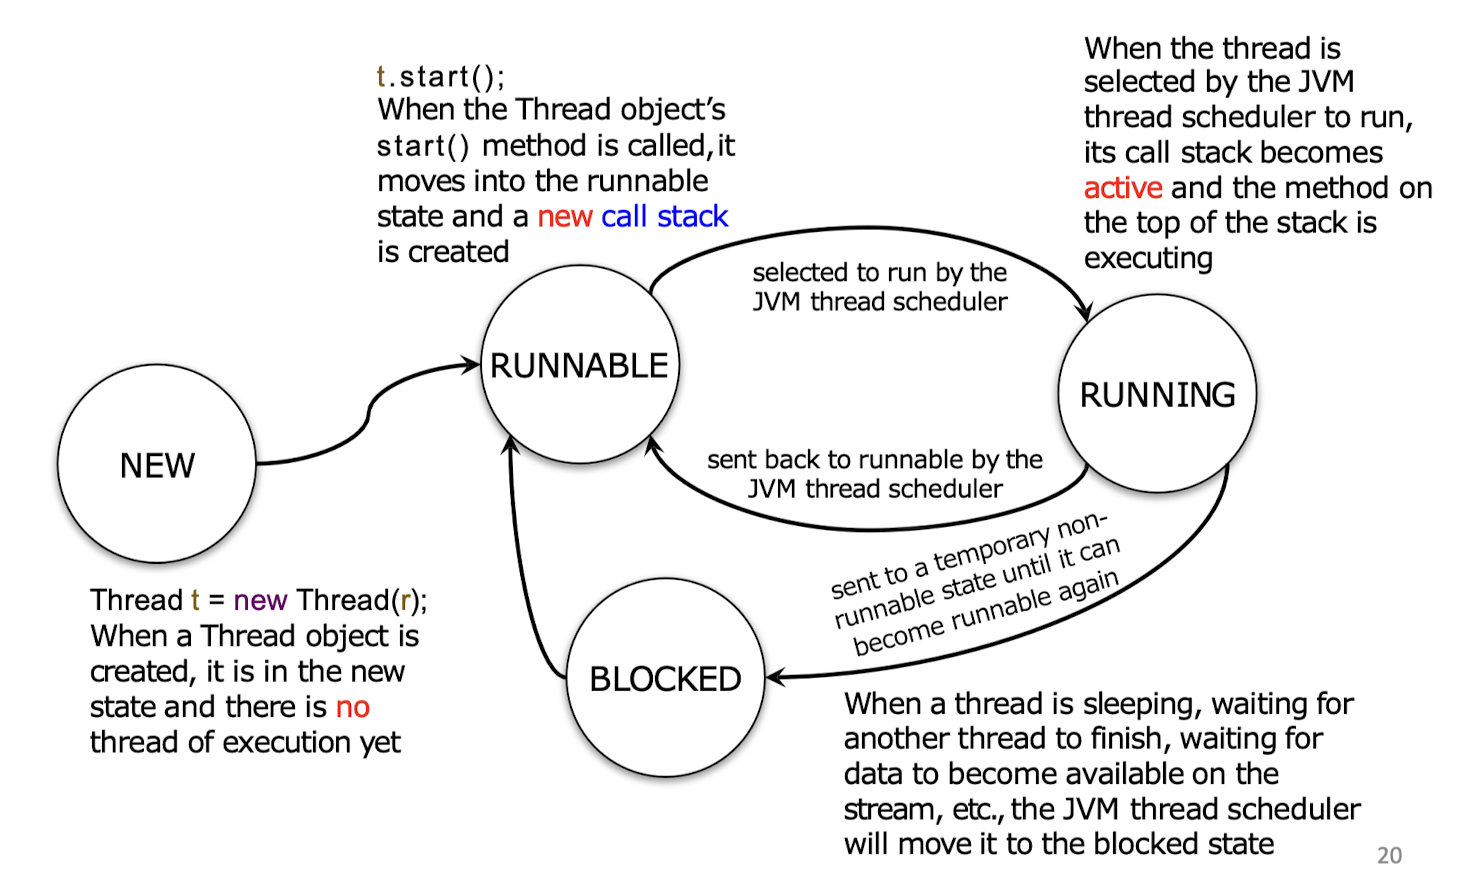 t.start();
When the Thread object’s
start() method is called, it
moves into the runnable
state and a new call stack
is created
When the thread is
selected by the JVM
thread scheduler to run,
its call stack becomes
active and the method on
the top of the stack is
executing
selected to run by the
JVM thread scheduler
RUNNABLE
RUNNING
NEW
sent back to runnable by the
JVM thread scheduler
sent to a temporary non-
runnable state until it can
become runnable again
Thread t = new Thread(r);
When a Thread object is
created, it is in the new
state and there is no
thread of execution yet
BLOCKED
When a thread is sleeping, waiting for
another thread to finish, waiting for
data to become available on the
stream, etc., the JVM thread scheduler
will move it to the blocked state
20